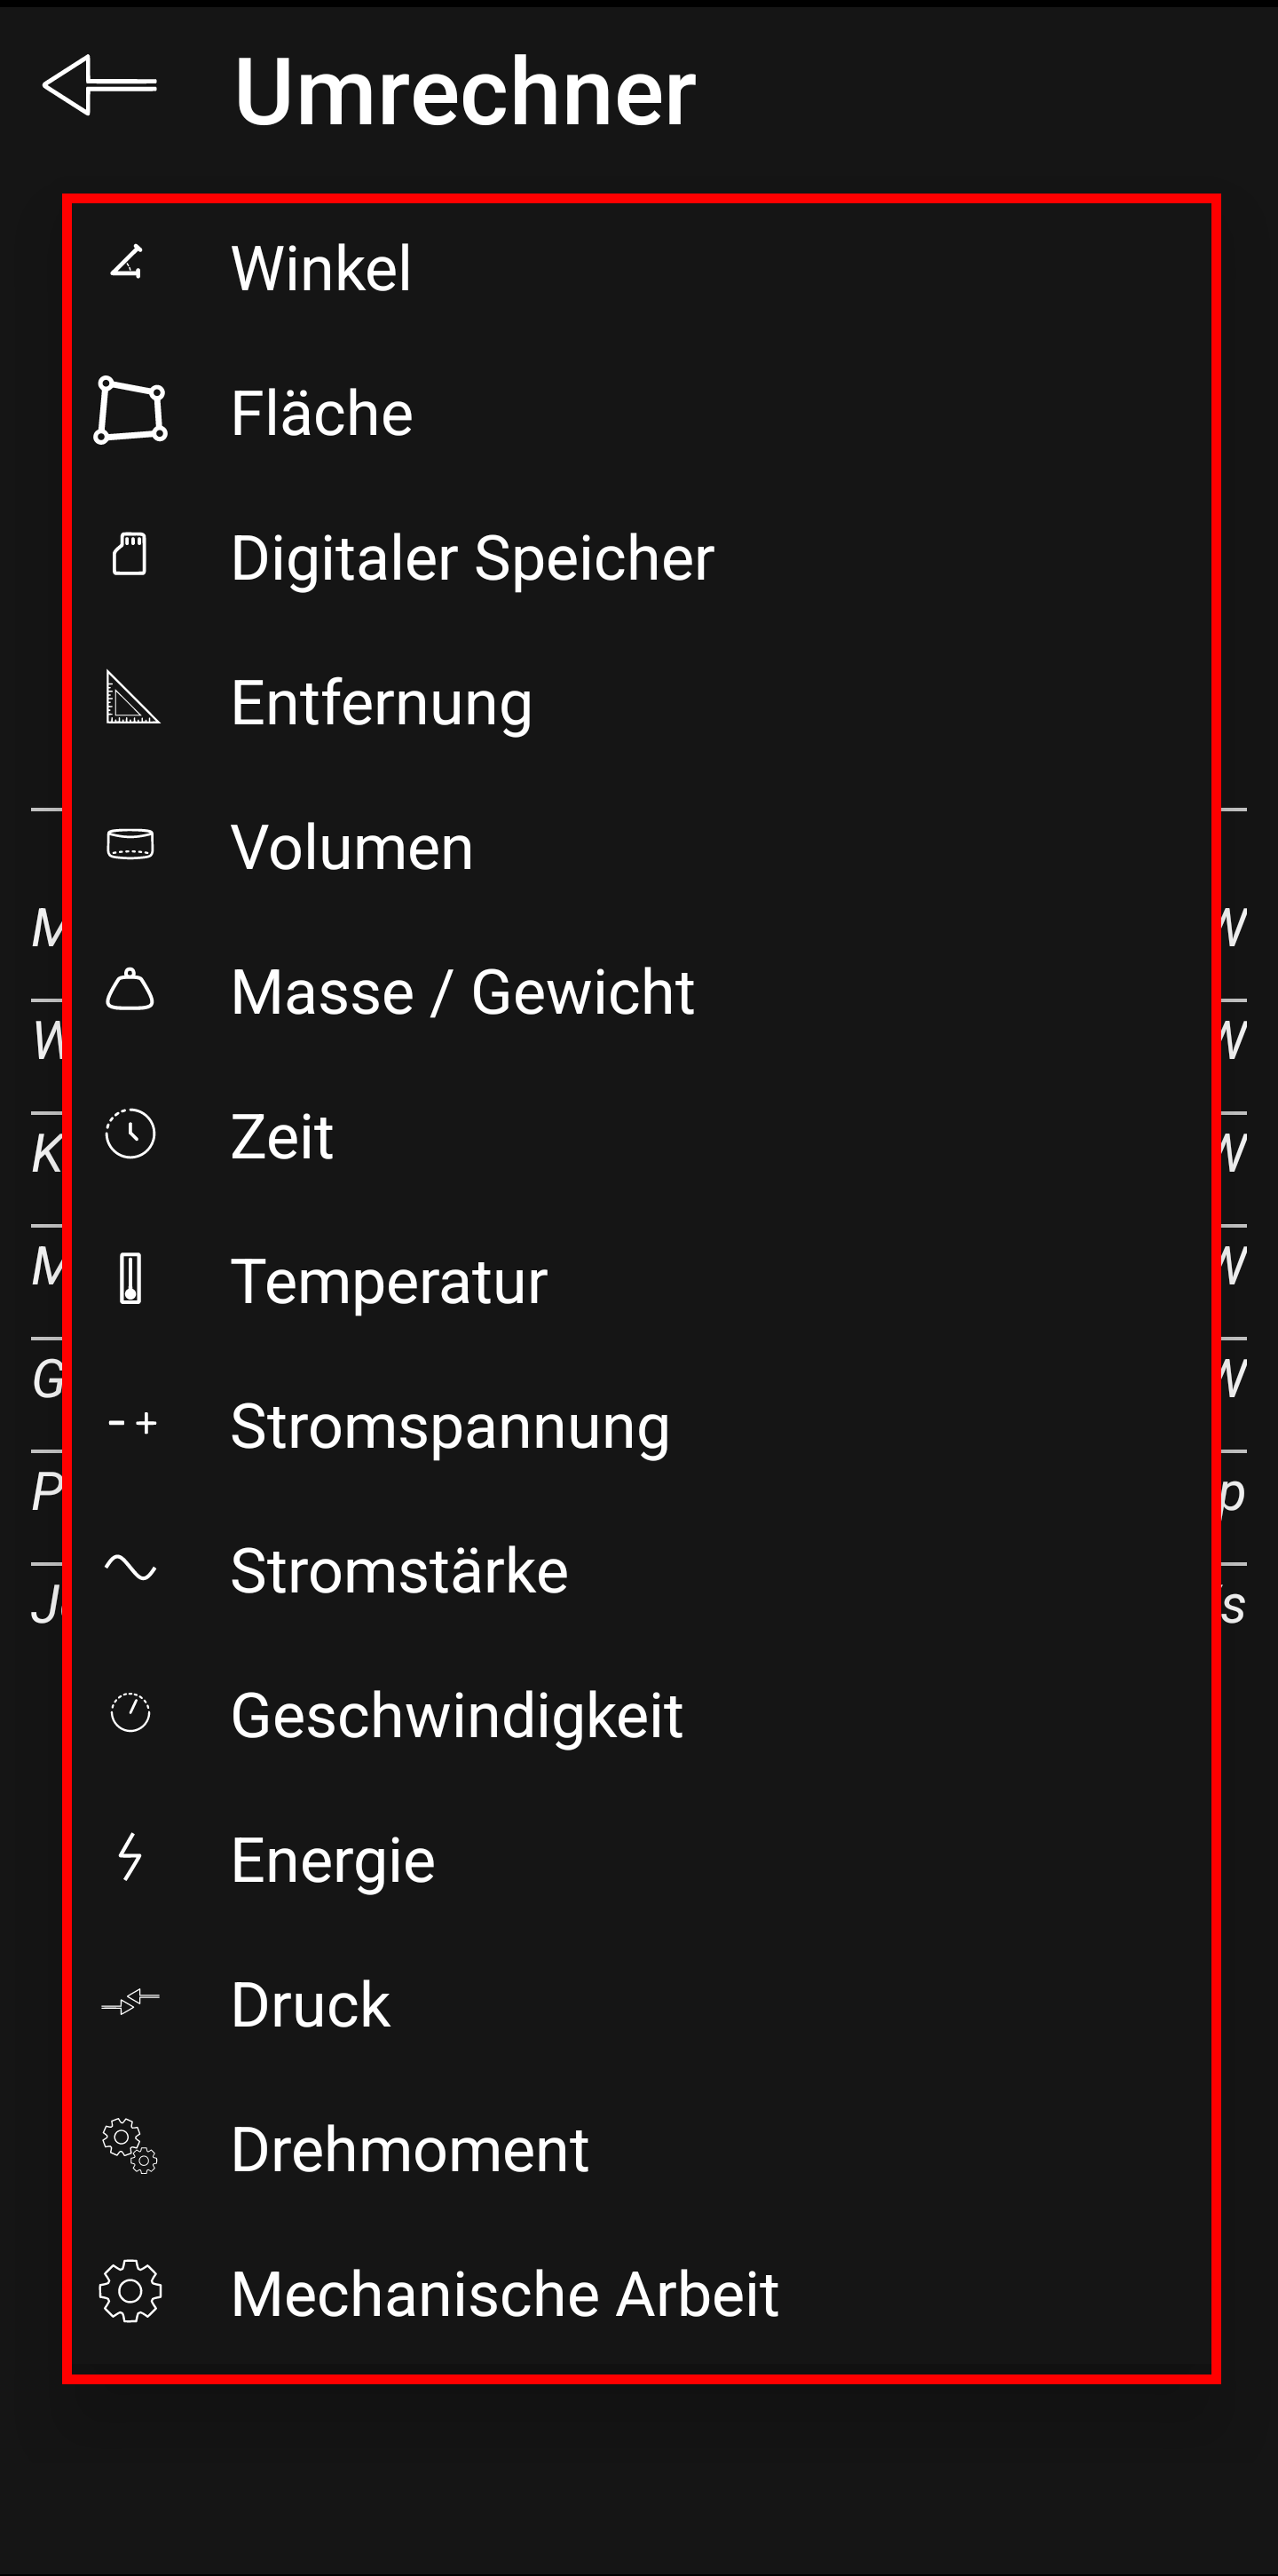 Umrechner
Winkel
Fläche
Digitaler Speicher
Entfernung
Volumen
Masse / Gewicht
Zeit
Temperatur
Stromspannung
Stromstärke
Geschwindigkeit
Energie
Druck
Drehmoment
Mechanische Arbeit